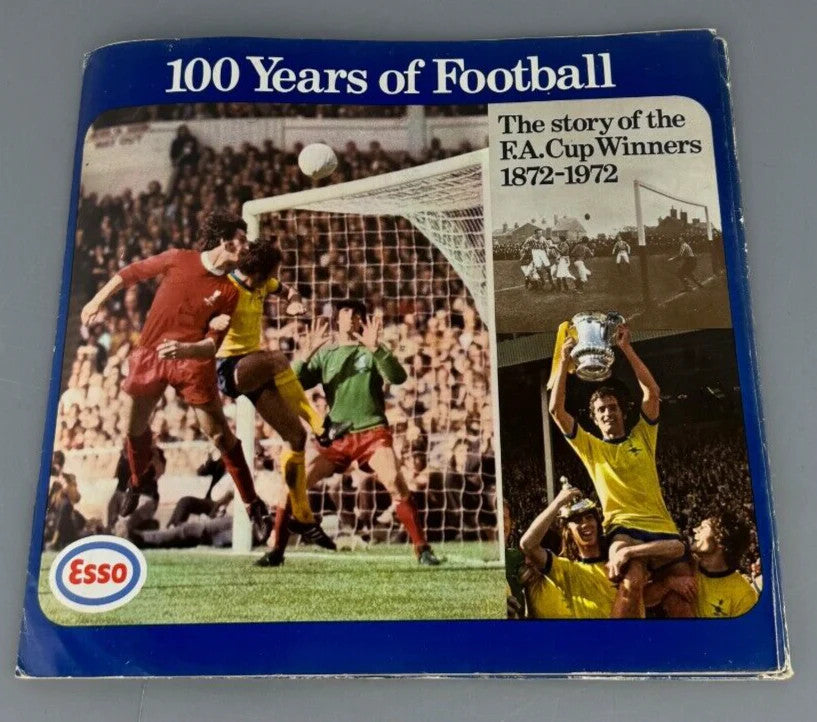 100 Years of Football
The story of the
F.A.Cup Winners
1872-1972
Esso